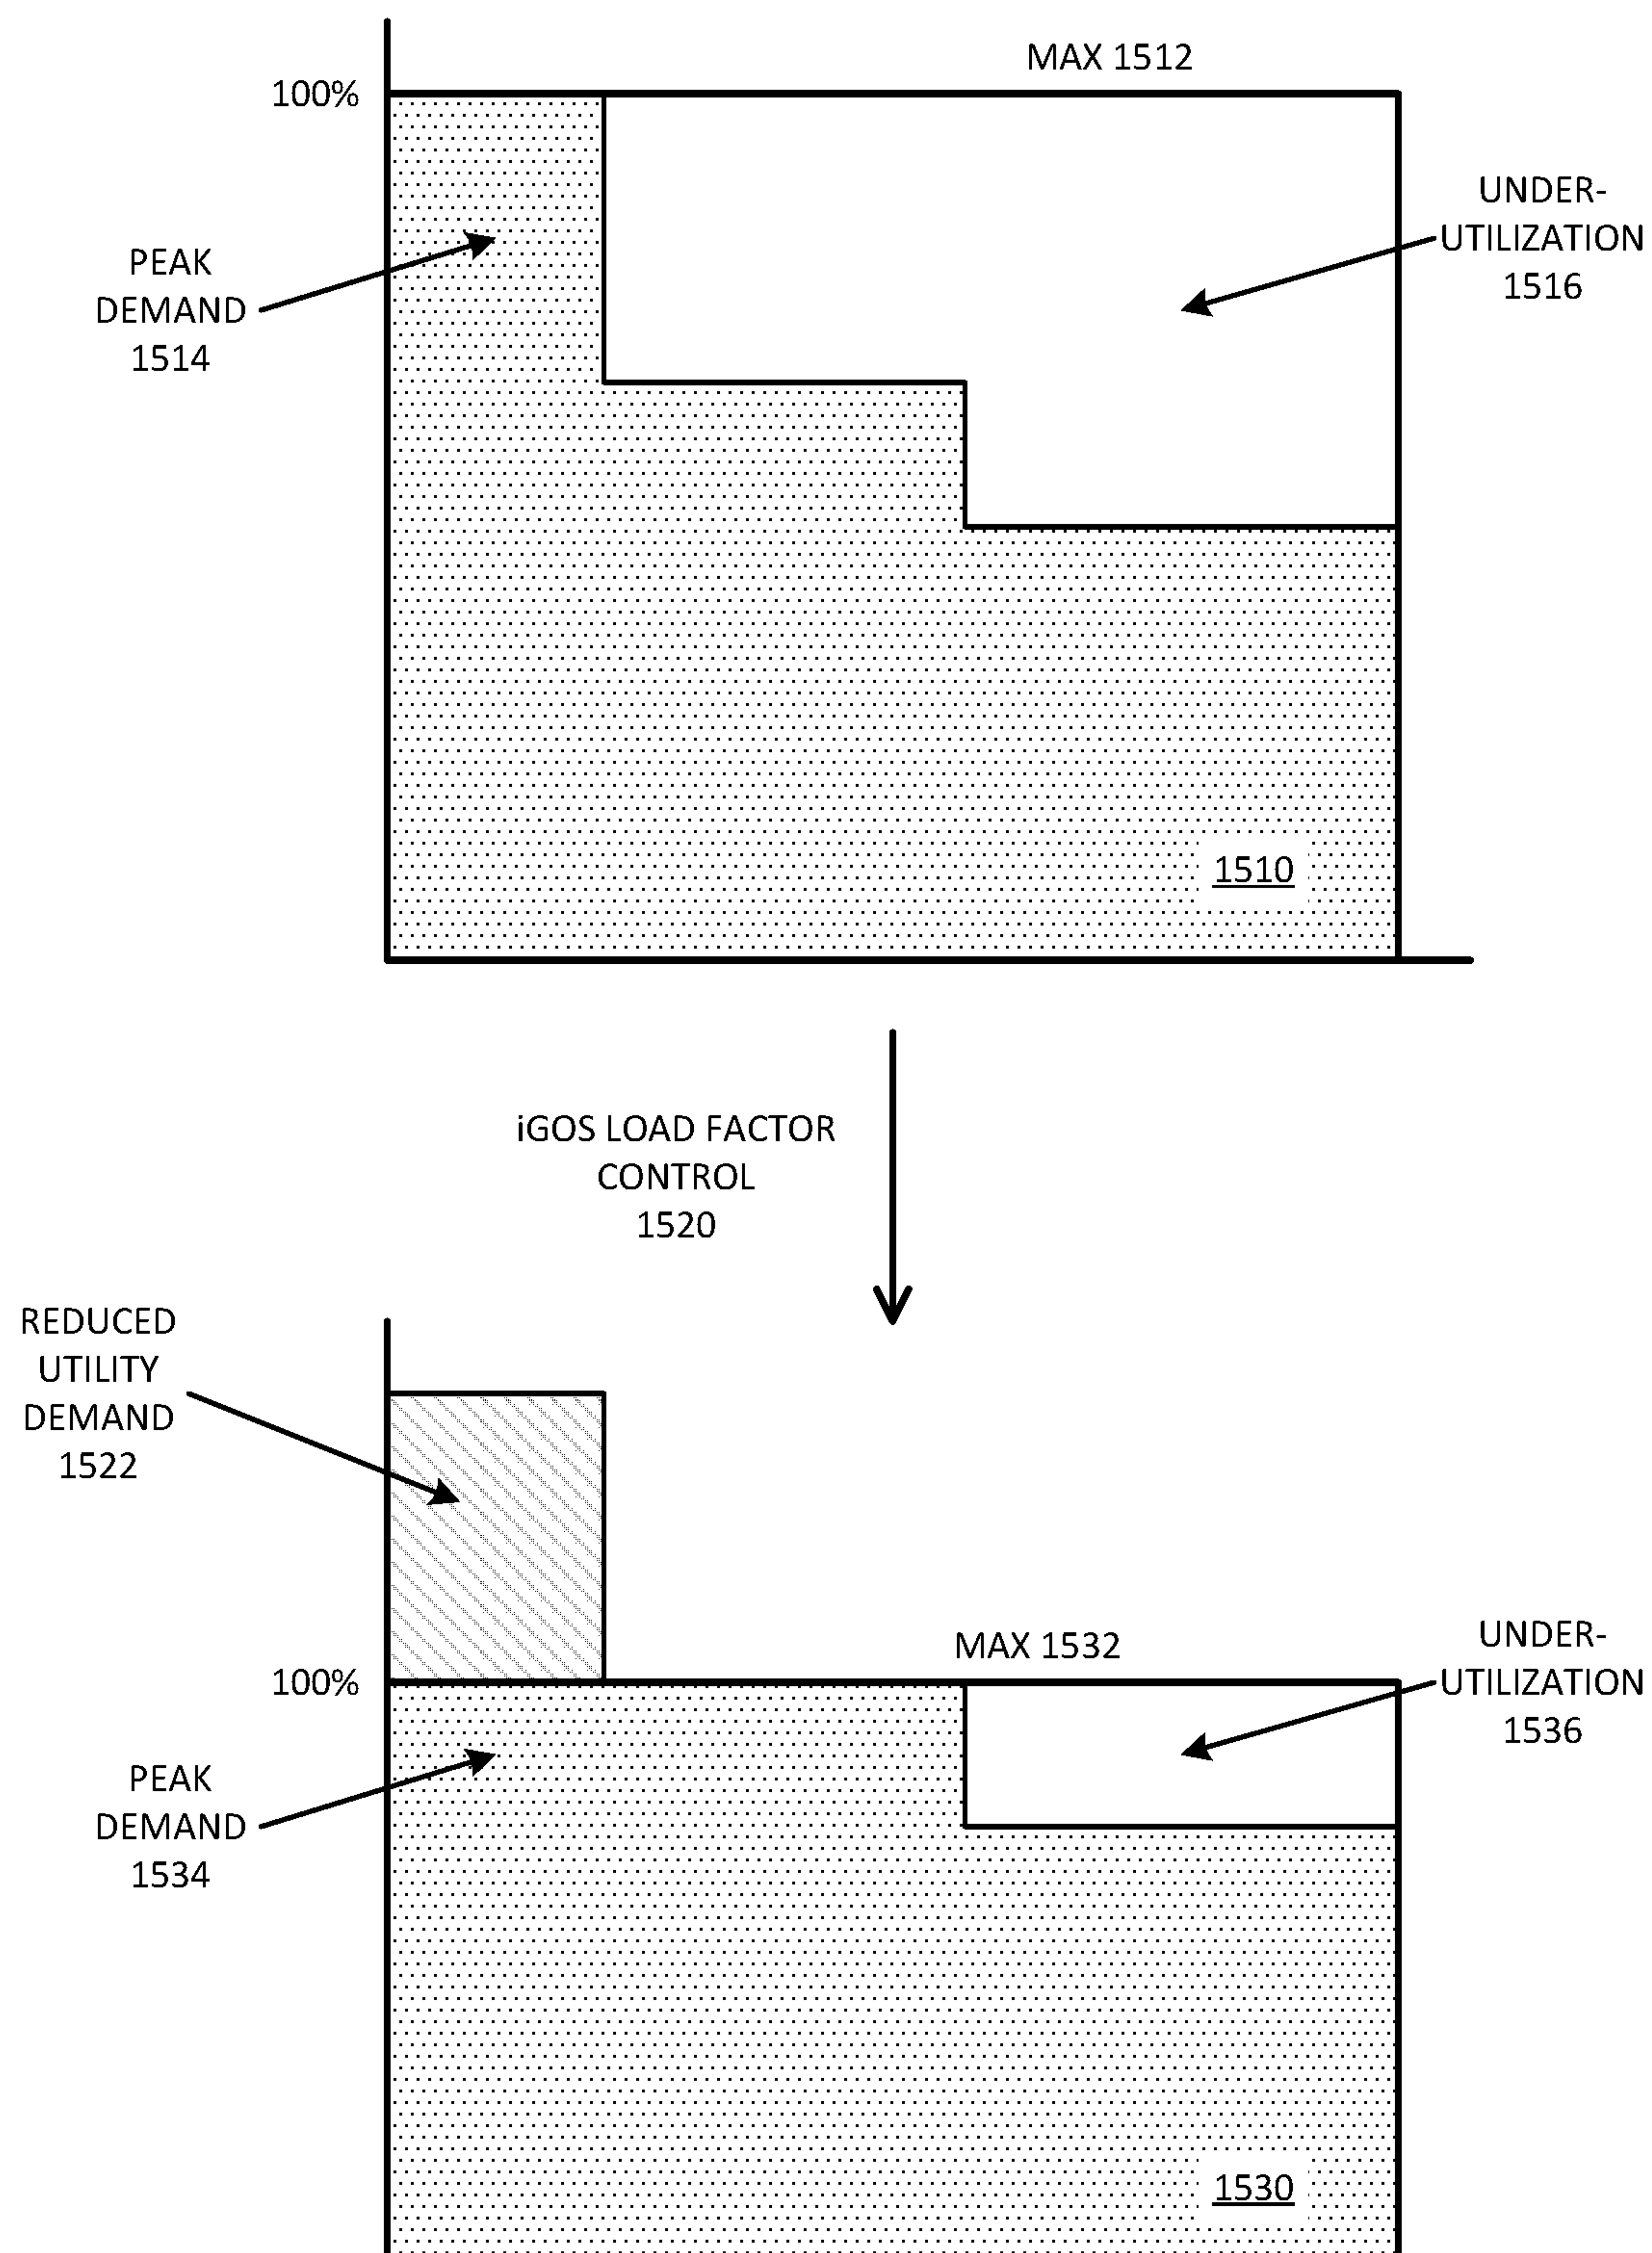 MAX 1512
100%
UNDER-
UTILIZATION
1516
PEAK
DEMAND
1514
1510
iGOS LOAD FACTOR
CONTROL
1520
REDUCED
UTILITY
DEMAND
1522
MAX 1532
100%
UNDER-
UTILIZATION
1536
PEAK
DEMAND
1534
1530